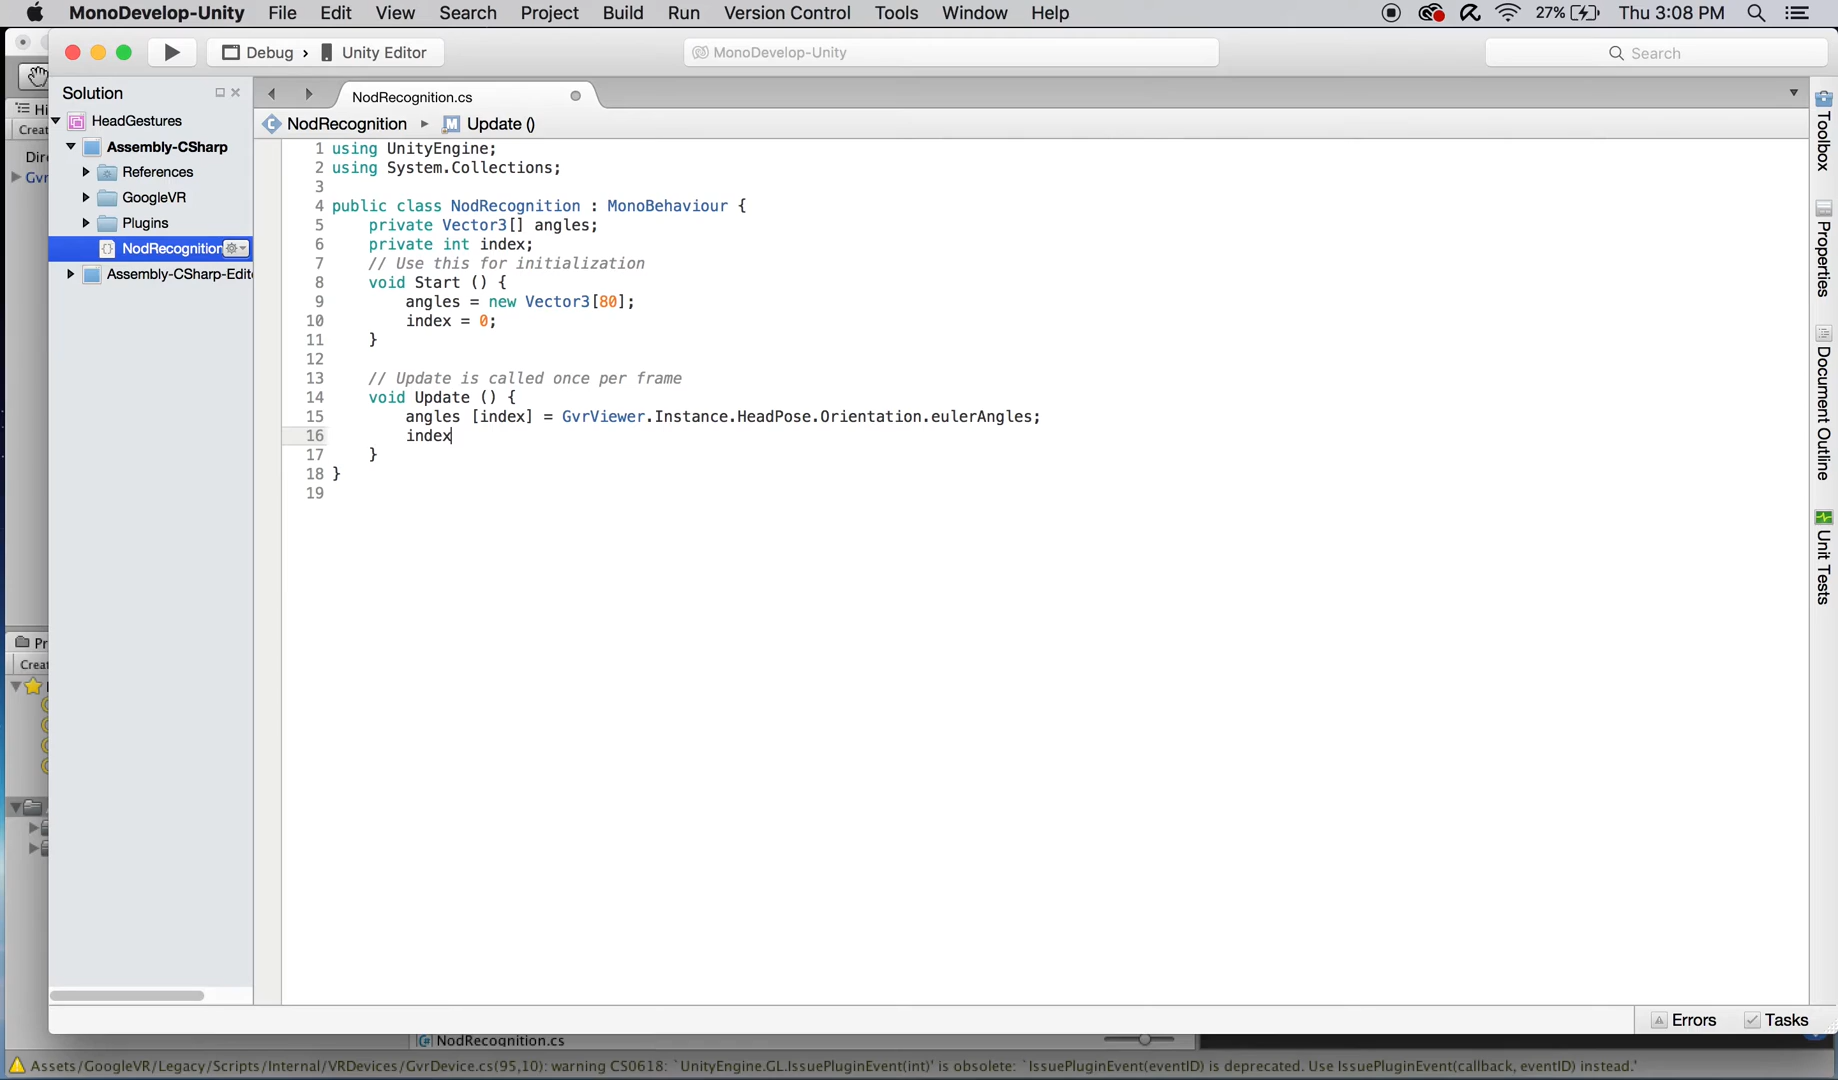 MonoDevelop-Unity File Edit View Search Project Build Run Version Control Tools Window Help 27% Thu 3:08 PM
Debug › Unity Editor MonoDevelop-Unity Search
Solution
NodRecognition.cs
HeadGestures
Assembly-CSharp
References
GoogleVR
Plugins
NodRecognition
Assembly-CSharp-Edit
NodRecognition ▸ Update ()
1 using UnityEngine;
2 using System.Collections;
3
4 public class NodRecognition : MonoBehaviour {
5 private Vector3[] angles;
6 private int index;
7 // Use this for initialization
8 void Start () {
9 angles = new Vector3[80];
10 index = 0;
11 }
12
13 // Update is called once per frame
14 void Update () {
15 angles [index] = GvrViewer.Instance.HeadPose.Orientation.eulerAngles;
16 index
17 }
18 }
19
Toolbox
Properties
Document Outline
Unit Tests
Hi
Creat
Dire
Gvr
Pr
Creat
Errors Tasks
NodRecognition.cs
Assets/GoogleVR/Legacy/Scripts/Internal/VRDevices/GvrDevice.cs(95,10): warning CS0618: `UnityEngine.GL.IssuePluginEvent(int)' is obsolete: `IssuePluginEvent(eventID) is deprecated. Use IssuePluginEvent(callback, eventID) instead.'